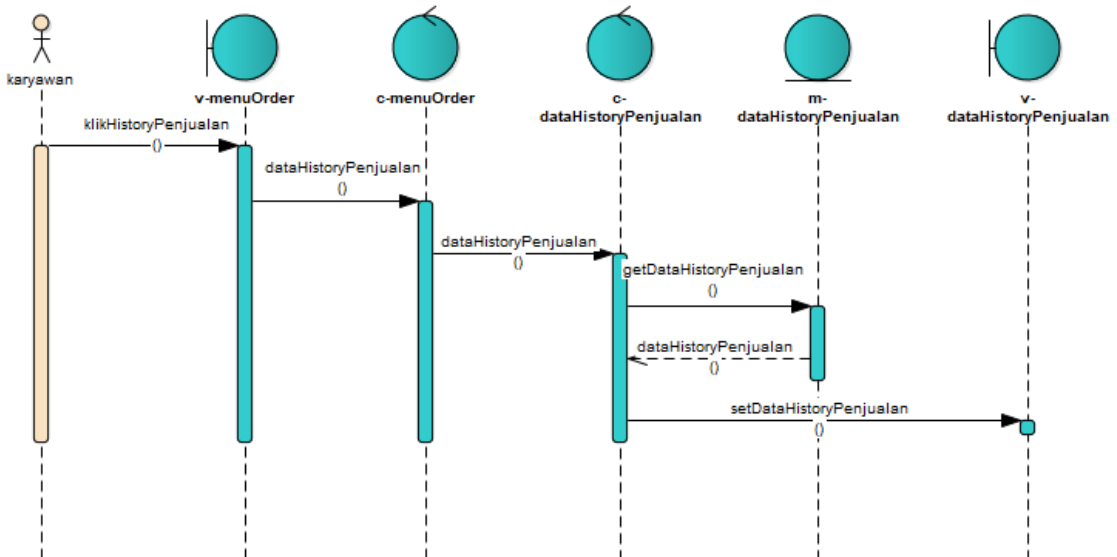 karyawan
v-menuOrder
c-menuOrder
c-
dataHistoryPenjualan
m-
dataHistoryPenjualan
v-
dataHistoryPenjualan
klikHistoryPenjualan
()
dataHistoryPenjualan
()
dataHistoryPenjualan
()
getDataHistoryPenjualan
()
dataHistoryPenjualan
()
setDataHistoryPenjualan
()